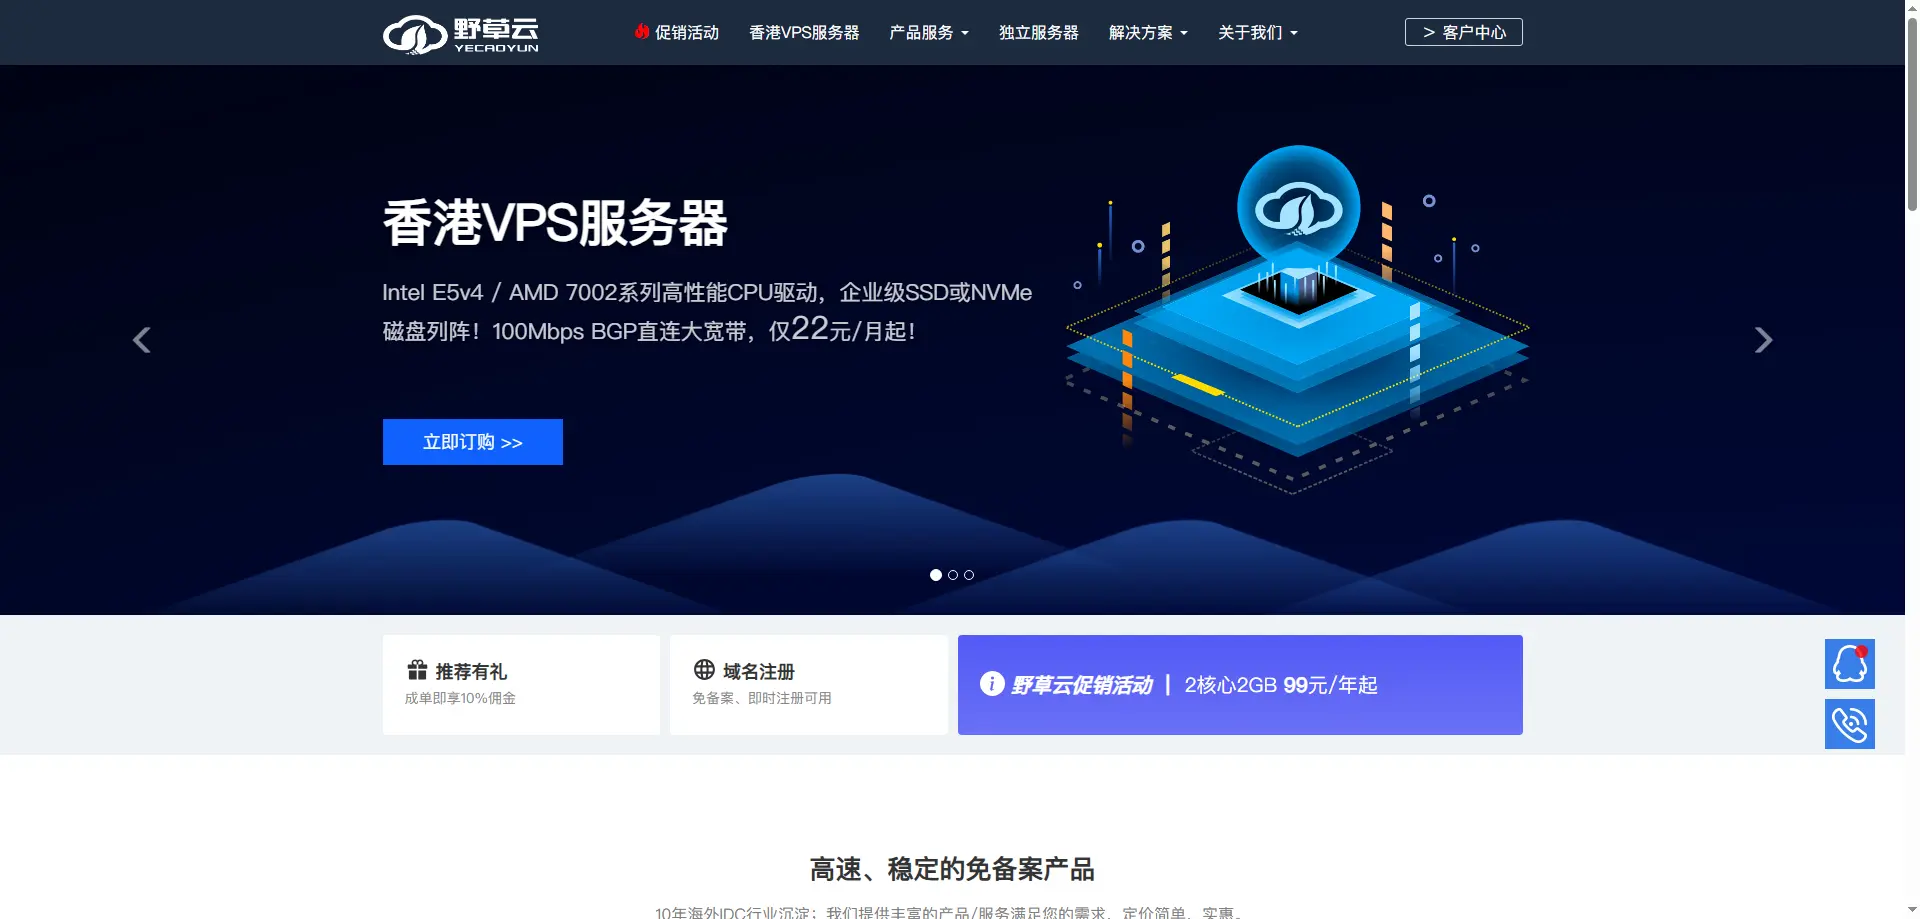 野草云
YECAOYUN
促销活动
香港VPS服务器
产品服务
独立服务器
解决方案
关于我们
> 客户中心
香港VPS服务器
Intel E5v4 / AMD 7002系列高性能CPU驱动，企业级SSD或NVMe
磁盘列阵！100Mbps BGP直连大宽带，仅22元/月起！
立即订购 >>
推荐有礼
成单即享10%佣金
域名注册
免备案、即时注册可用
野草云促销活动 | 2核心2GB 99元/年起
高速、稳定的免备案产品
10年海外IDC行业沉淀；我们提供丰富的产品/服务满足您的需求，定价简单，实惠。